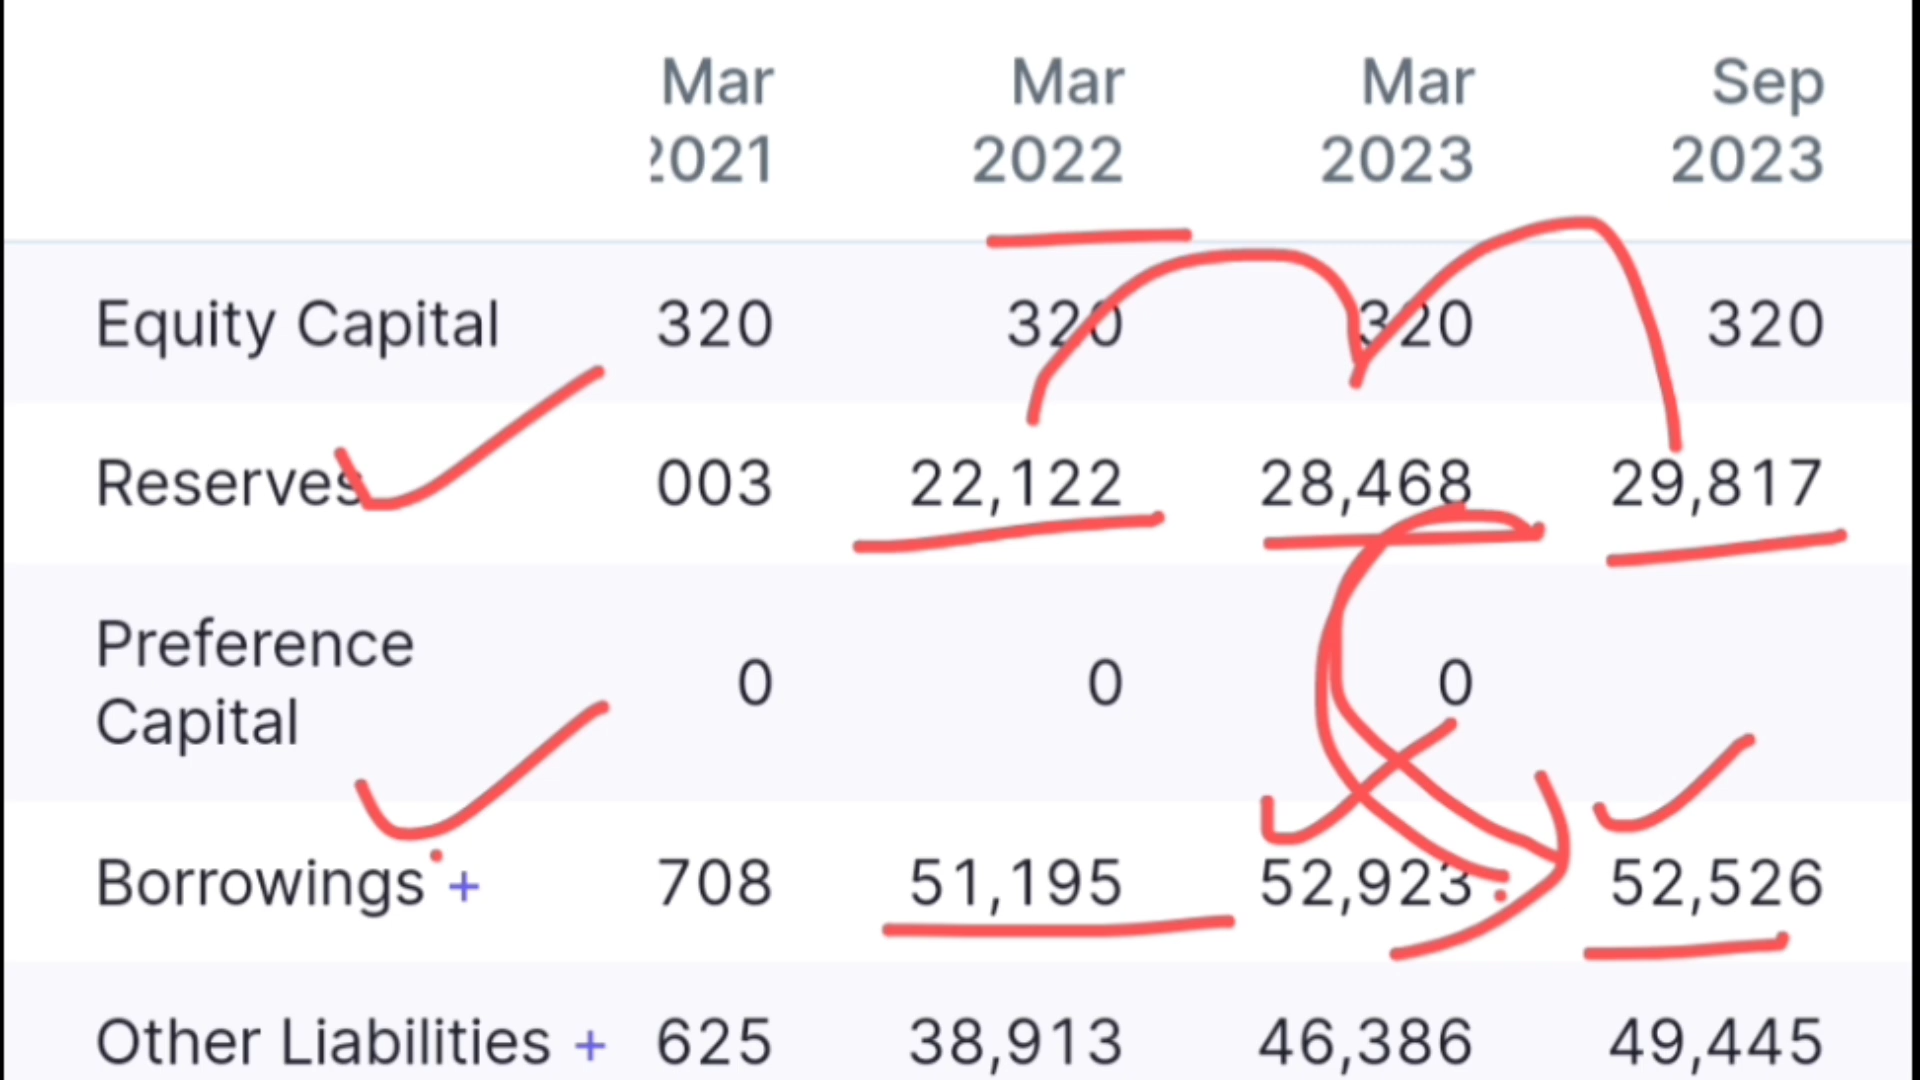 Mar Mar Mar Sep
2021 2022 2023 2023
Equity Capital 320 320 320 320
Reserves 003 22,122 28,468 29,817
Preference
Capital 0 0 0
Borrowings + 708 51,195 52,923 52,526
Other Liabilities + 625 38,913 46,386 49,445